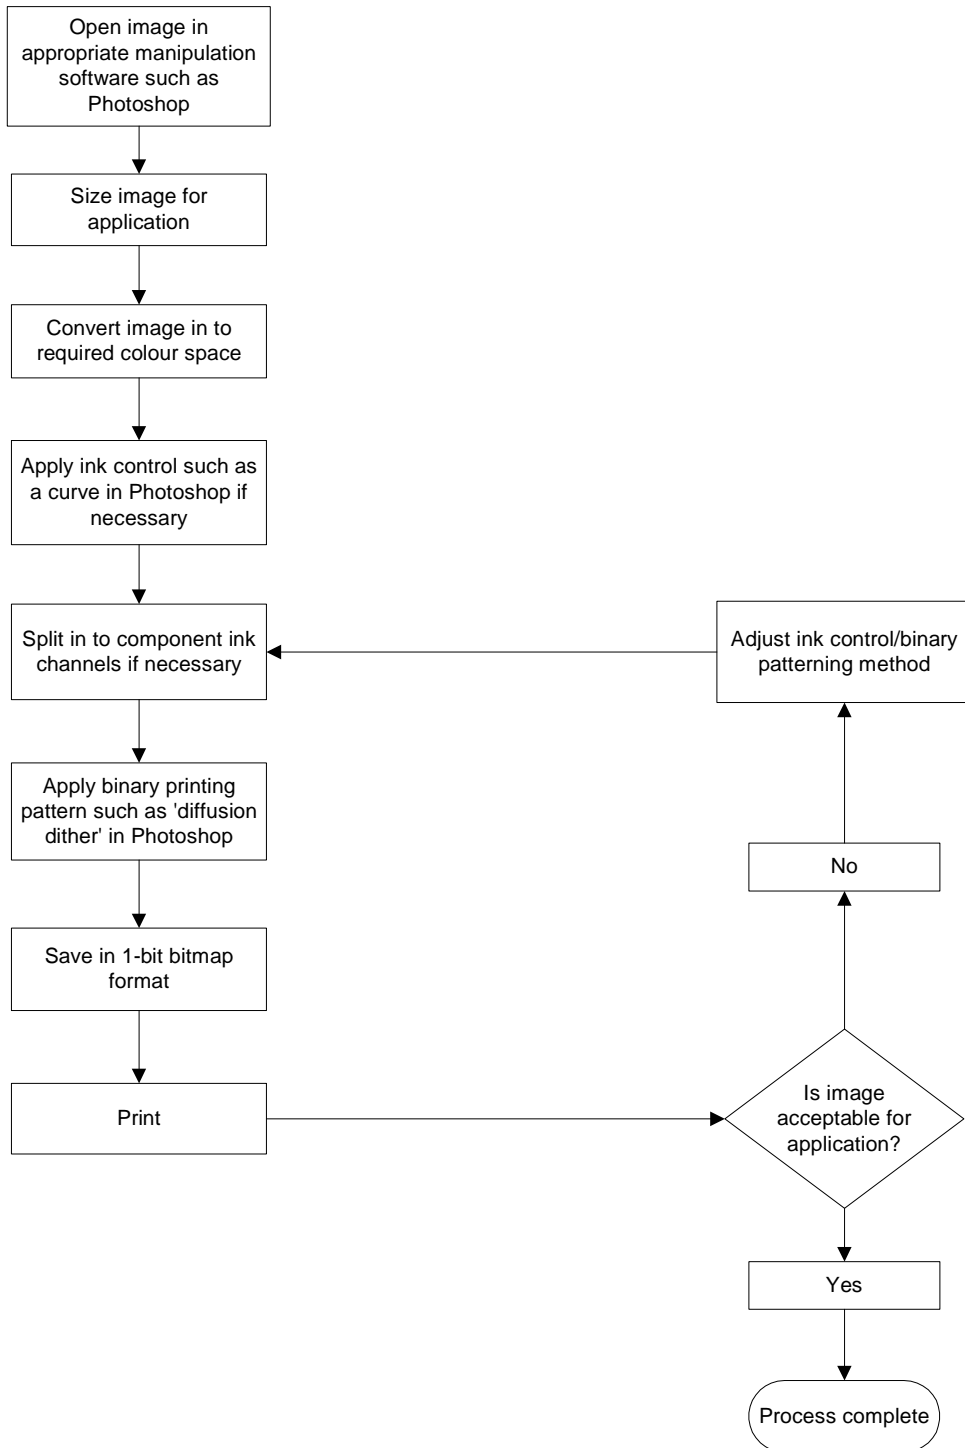 Open image in
appropriate manipulation
software such as
Photoshop
Size image for
application
Convert image in to
required colour space
Apply ink control such as
a curve in Photoshop if
necessary
Split in to component ink
channels if necessary
Adjust ink control/binary
patterning method
Apply binary printing
pattern such as 'diffusion
dither' in Photoshop
No
Save in 1-bit bitmap
format
Print
Is image
acceptable for
application?
Yes
Process complete